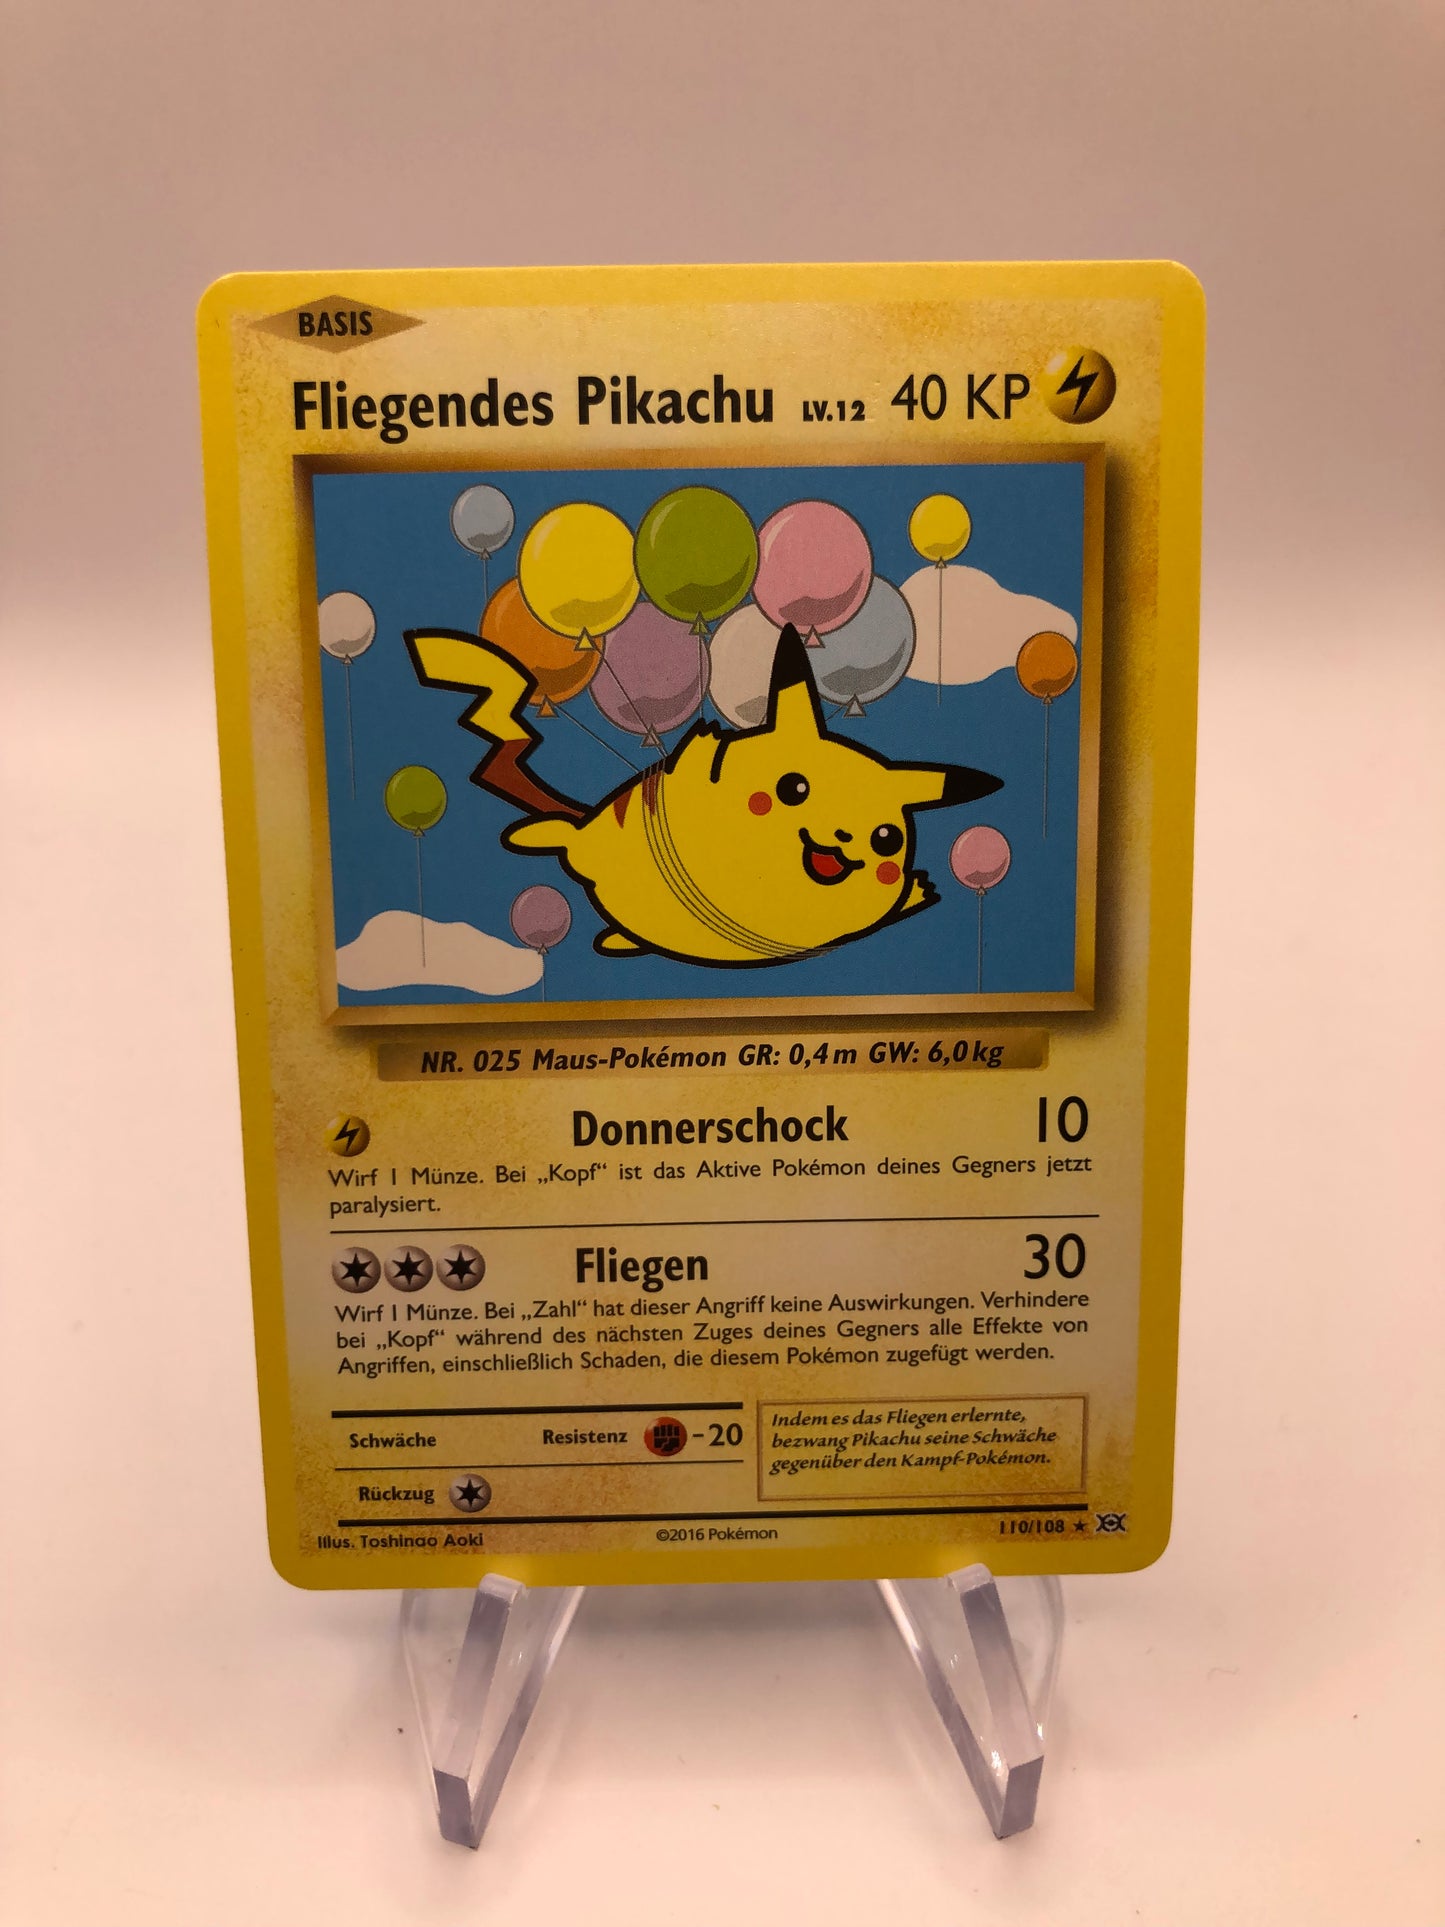 BASIS
Fliegendes Pikachu LV.12 40 KP
NR. 025 Maus-Pokémon GR: 0,4 m GW: 6,0 kg
Donnerschock 10
Wirf 1 Münze. Bei „Kopf“ ist das Aktive Pokémon deines Gegners jetzt
paralysiert.
Fliegen 30
Wirf 1 Münze. Bei „Zahl“ hat dieser Angriff keine Auswirkungen. Verhindere
bei „Kopf“ während des nächsten Zuges deines Gegners alle Effekte von
Angriffen, einschließlich Schaden, die diesem Pokémon zugefügt werden.
Schwäche Resistenz -20
Rückzug
Indem es das Fliegen erlernte,
bezwang Pikachu seine Schwäche
gegenüber den Kampf-Pokémon.
Illus. Toshinao Aoki ©2016 Pokémon 110/108 ★